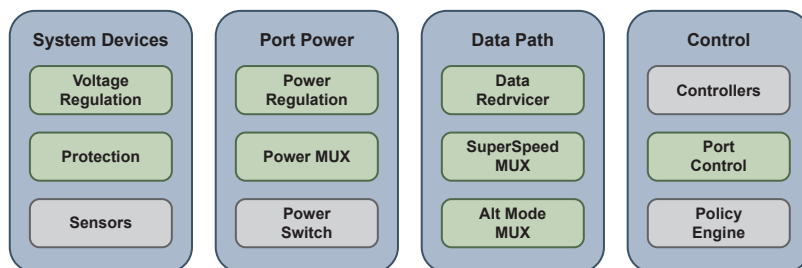 System Devices
Voltage
Regulation
Protection
Sensors
Port Power
Power
Regulation
Power MUX
Power
Switch
Data Path
Data
Redrvicer
SuperSpeed
MUX
Alt Mode
MUX
Control
Controllers
Port
Control
Policy
Engine